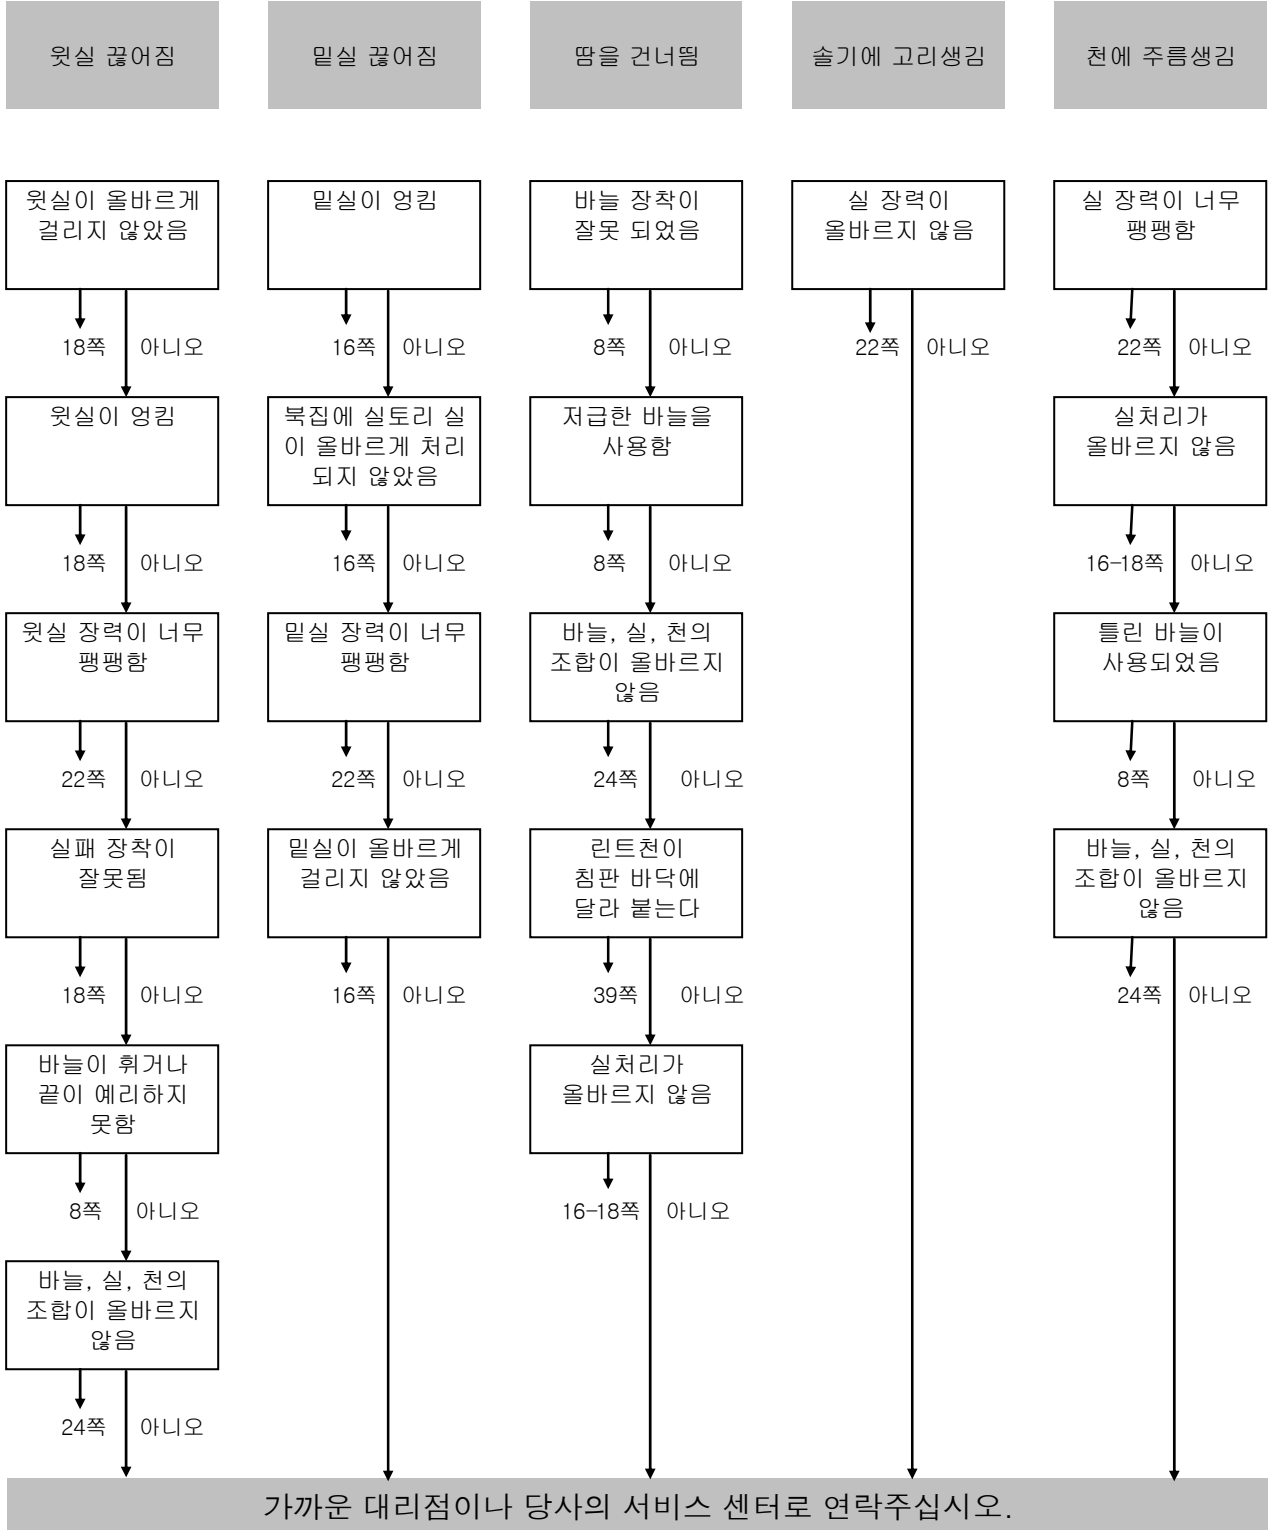 윗실 끊어짐
밑실 끊어짐
땀을 건너뜀
솔기에 고리생김
천에 주름생김
윗실이 올바르게
걸리지 않았음
18쪽
아니오
윗실이 엉킴
18쪽
아니오
윗실 장력이 너무
팽팽함
22쪽
아니오
실패 장착이
잘못됨
18쪽
아니오
바늘이 휘거나
끝이 예리하지
못함
8쪽
아니오
바늘, 실, 천의
조합이 올바르지
않음
24쪽
아니오
밑실이 엉킴
16쪽
아니오
북집에 실토리 실
이 올바르게 처리
되지 않았음
16쪽
아니오
밑실 장력이 너무
팽팽함
22쪽
아니오
밑실이 올바르게
걸리지 않았음
16쪽
아니오
바늘 장착이
잘못 되었음
8쪽
아니오
저급한 바늘을
사용함
8쪽
아니오
바늘, 실, 천의
조합이 올바르지
않음
24쪽
아니오
린트천이
침판 바닥에
달라 붙는다
39쪽
아니오
실처리가
올바르지 않음
16-18쪽
아니오
실 장력이
올바르지 않음
22쪽
아니오
실 장력이 너무
팽팽함
22쪽
아니오
실처리가
올바르지 않음
16-18쪽
아니오
틀린 바늘이
사용되었음
8쪽
아니오
바늘, 실, 천의
조합이 올바르지
않음
24쪽
아니오
가까운 대리점이나 당사의 서비스 센터로 연락주십시오.